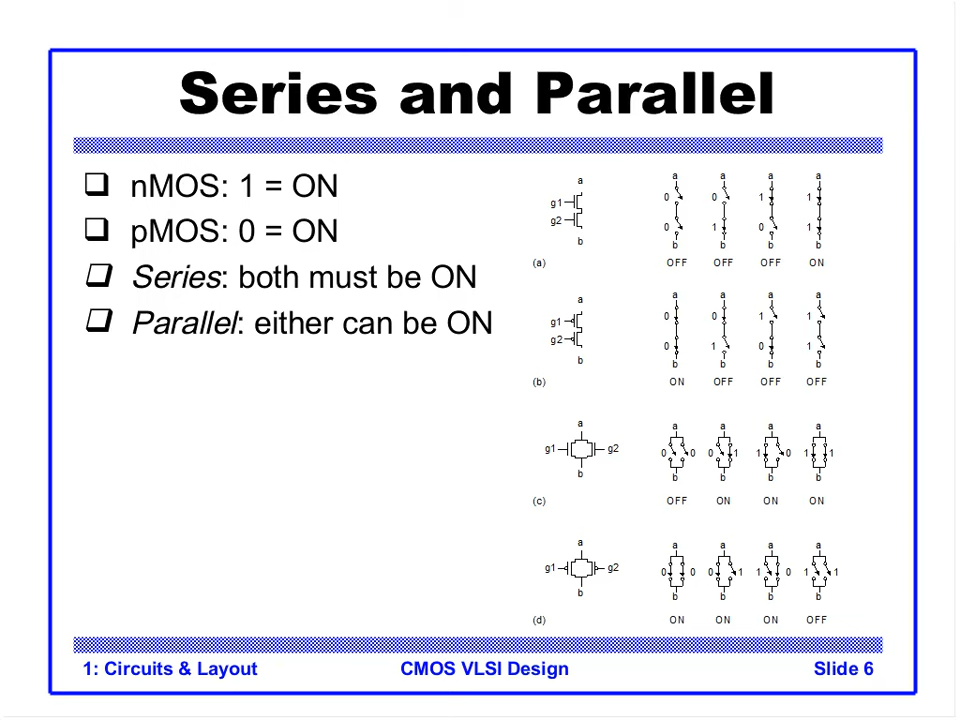 Series and Parallel
❑ nMOS: 1 = ON
❑ pMOS: 0 = ON
❑ Series: both must be ON
❑ Parallel: either can be ON
a a a a a
g1 0 0 1 1
g2 0 1 0 1
b b b b b
(a) OFF OFF OFF ON
a a a a a
g1 0 0 1 1
g2 0 1 0 1
b b b b b
(b) ON OFF OFF OFF
a a a a a
g1 g2 0 0 0 1 1 0 1 1
b b b b b
(c) OFF ON ON ON
a a a a a
g1 g2 0 0 0 1 1 0 1 1
b b b b b
(d) ON ON ON OFF
1: Circuits & Layout CMOS VLSI Design Slide 6